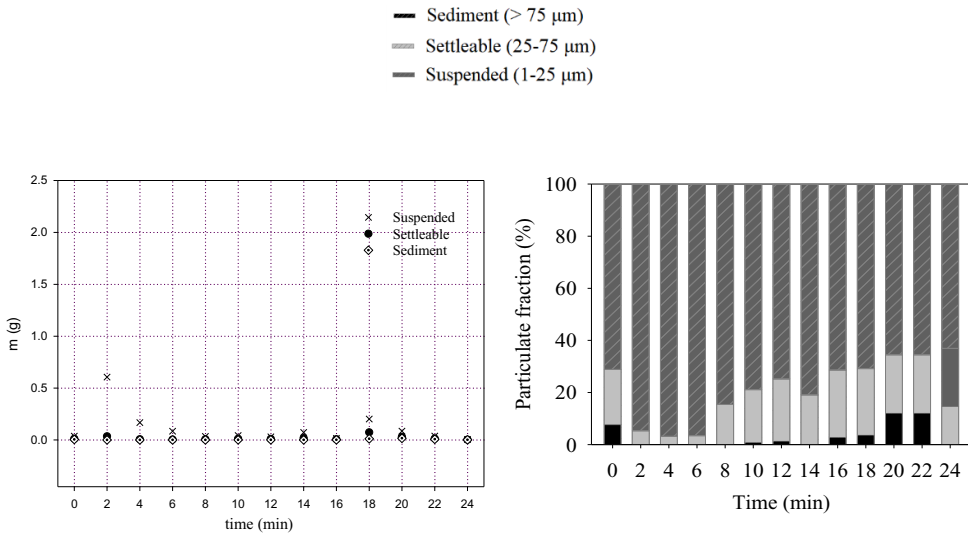 Sediment (> 75 μm)
Settleable (25-75 μm)
Suspended (1-25 μm)
2.5
2.0
1.5
1.0
0.5
0.0
m (g)
Suspended
Settleable
Sediment
0 2 4 6 8 10 12 14 16 18 20 22 24
time (min)
100
80
60
40
20
0
Particulate fraction (%)
0 2 4 6 8 10 12 14 16 18 20 22 24
Time (min)